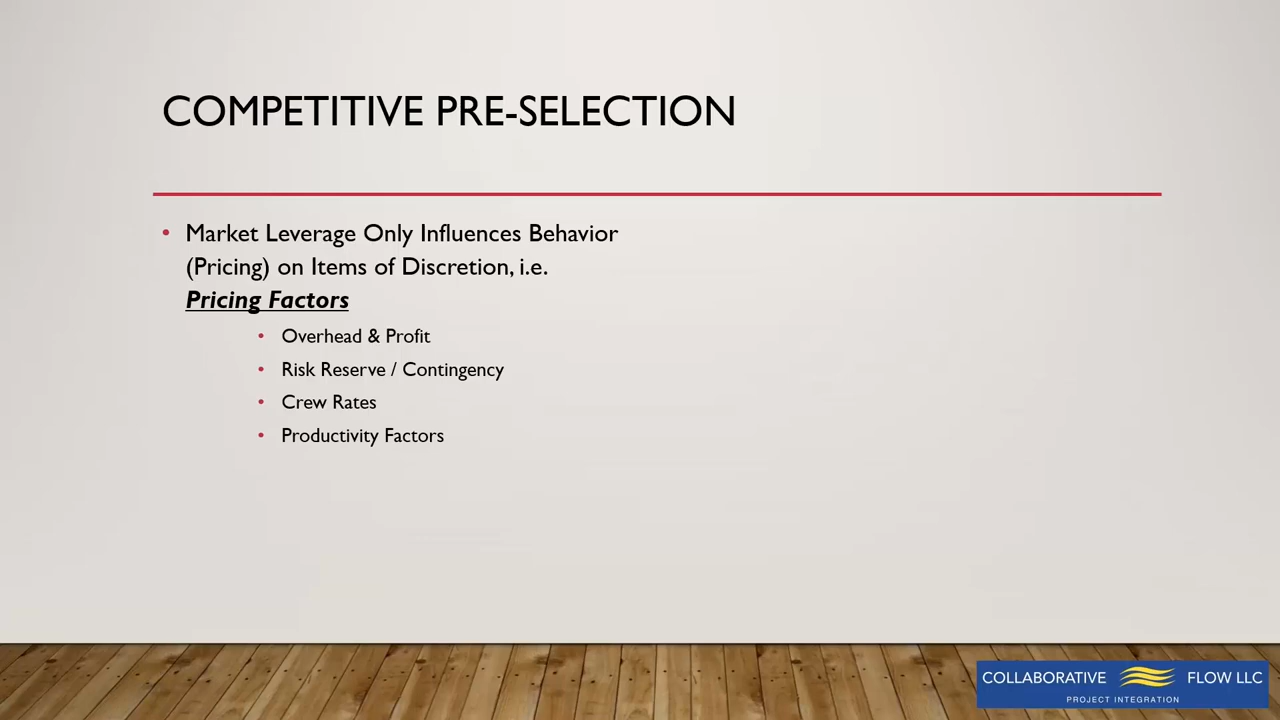 COMPETITIVE PRE-SELECTION
• Market Leverage Only Influences Behavior
(Pricing) on Items of Discretion, i.e.
Pricing Factors
• Overhead & Profit
• Risk Reserve / Contingency
• Crew Rates
• Productivity Factors
COLLABORATIVE FLOW LLC
PROJECT INTEGRATION